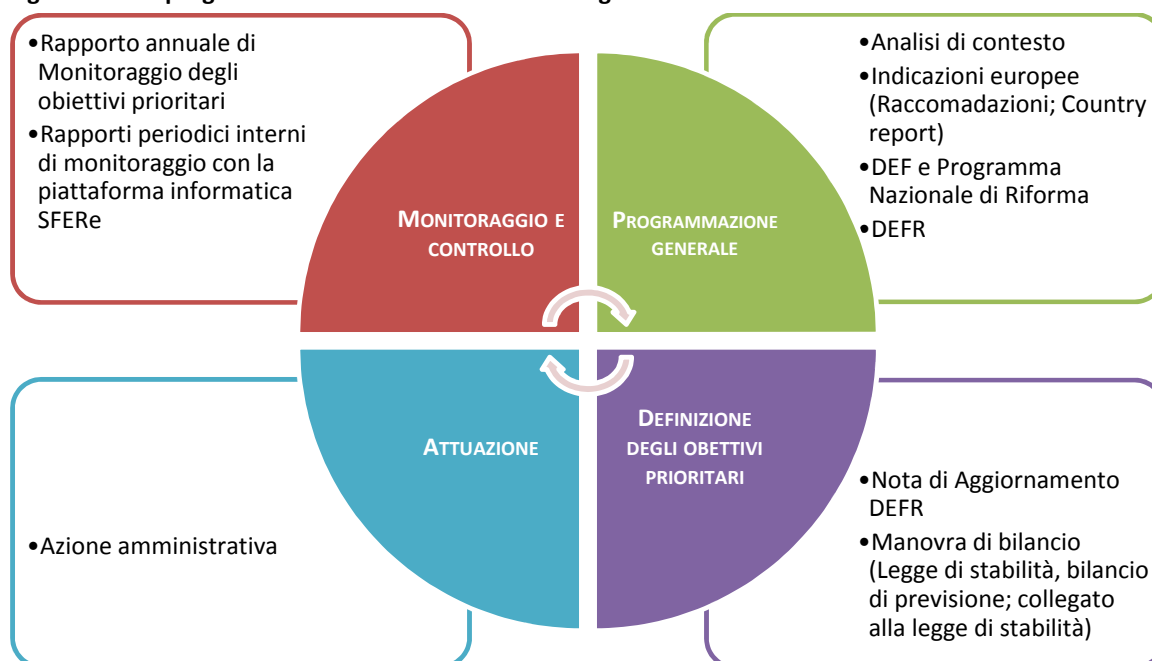 •Rapporto annuale di
Monitoraggio degli
obiettivi prioritari
•Rapporti periodici interni
di monitoraggio con la
piattaforma informatica
SFERe
•Analisi di contesto
•Indicazioni europee
(Raccomadazioni; Country
report)
•DEF e Programma
Nazionale di Riforma
•DEFR
MONITORAGGIO E
CONTROLLO
PROGRAMMAZIONE
GENERALE
ATTUAZIONE
DEFINIZIONE
DEGLI OBETTIVI
PRIORITARI
•Azione amministrativa
•Nota di Aggiornamento
DEFR
•Manovra di bilancio
(Legge di stabilità, bilancio
di previsione; collegato
alla legge di stabilità)